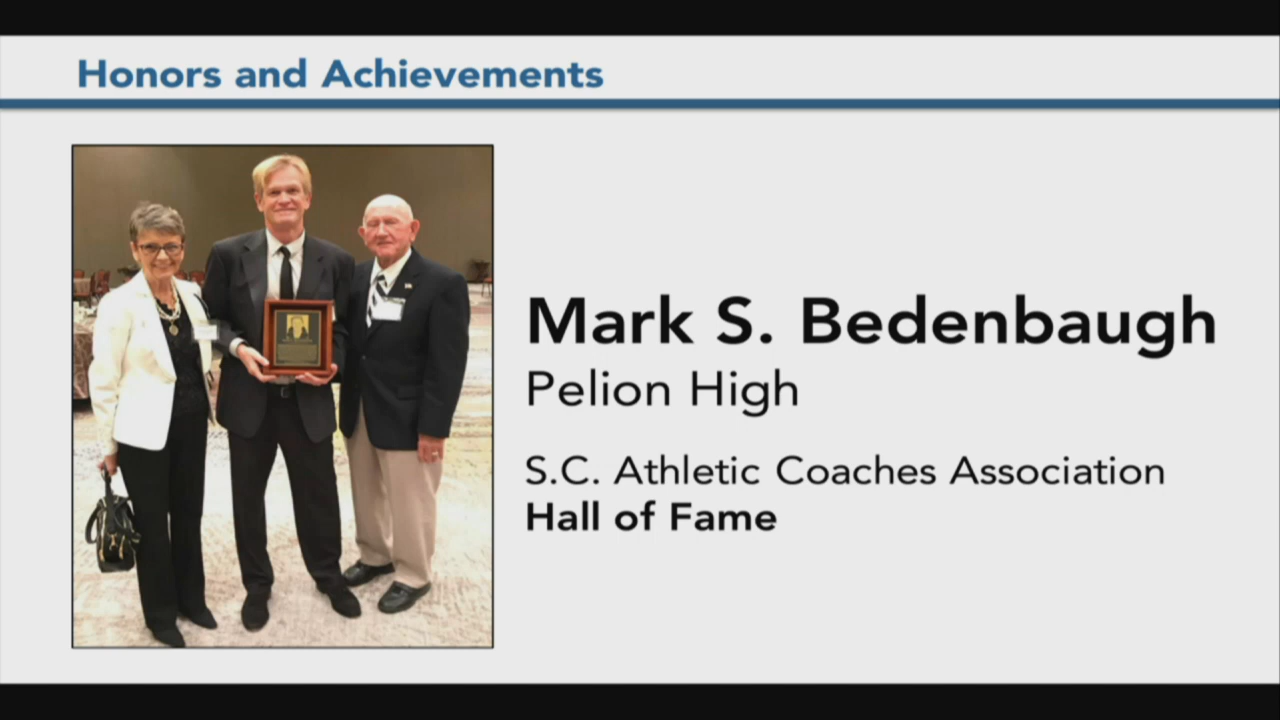 Honors and Achievements
Mark S. Bedenbaugh
Pelion High
S.C. Athletic Coaches Association
Hall of Fame